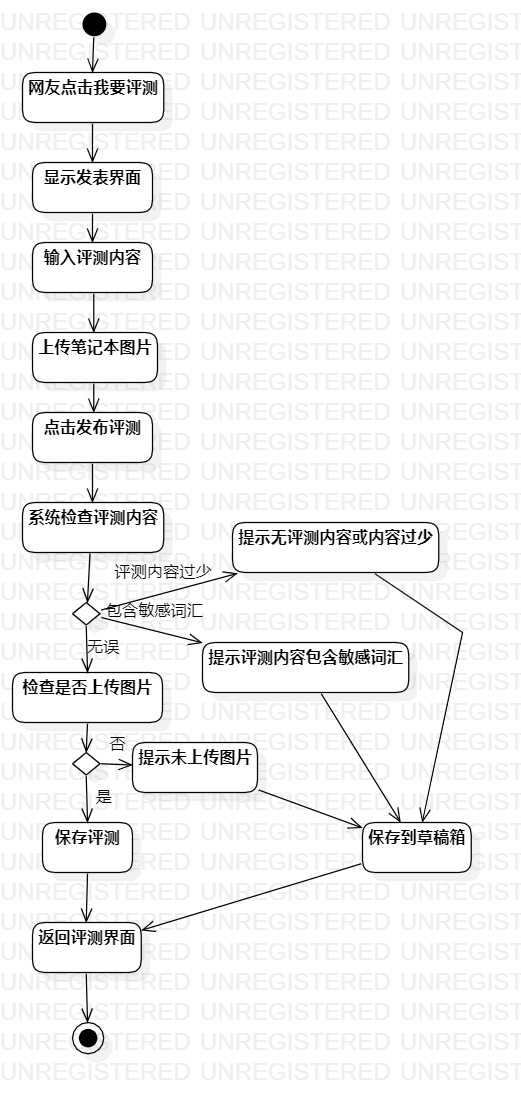 网友点击我要评测
显示发表界面
输入评测内容
上传笔记本图片
点击发布评测
系统检查评测内容
提示无评测内容或内容过少
评测内容过少
包含敏感词汇
无误
提示评测内容包含敏感词汇
检查是否上传图片
否
提示未上传图片
是
保存评测
保存到草稿箱
返回评测界面
UNREGISTERED